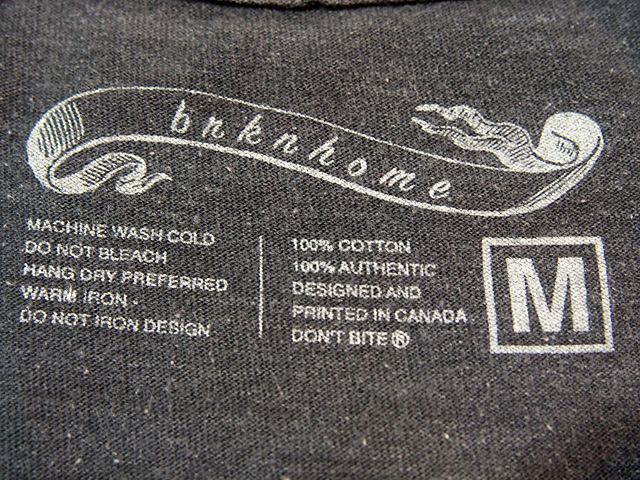 bnknhome
MACHINE WASH COLD
DO NOT BLEACH
HANG DRY PREFERRED
WARM IRON -
DO NOT IRON DESIGN
100% COTTON
100% AUTHENTIC
DESIGNED AND
PRINTED IN CANADA
DON'T BITE ®
M